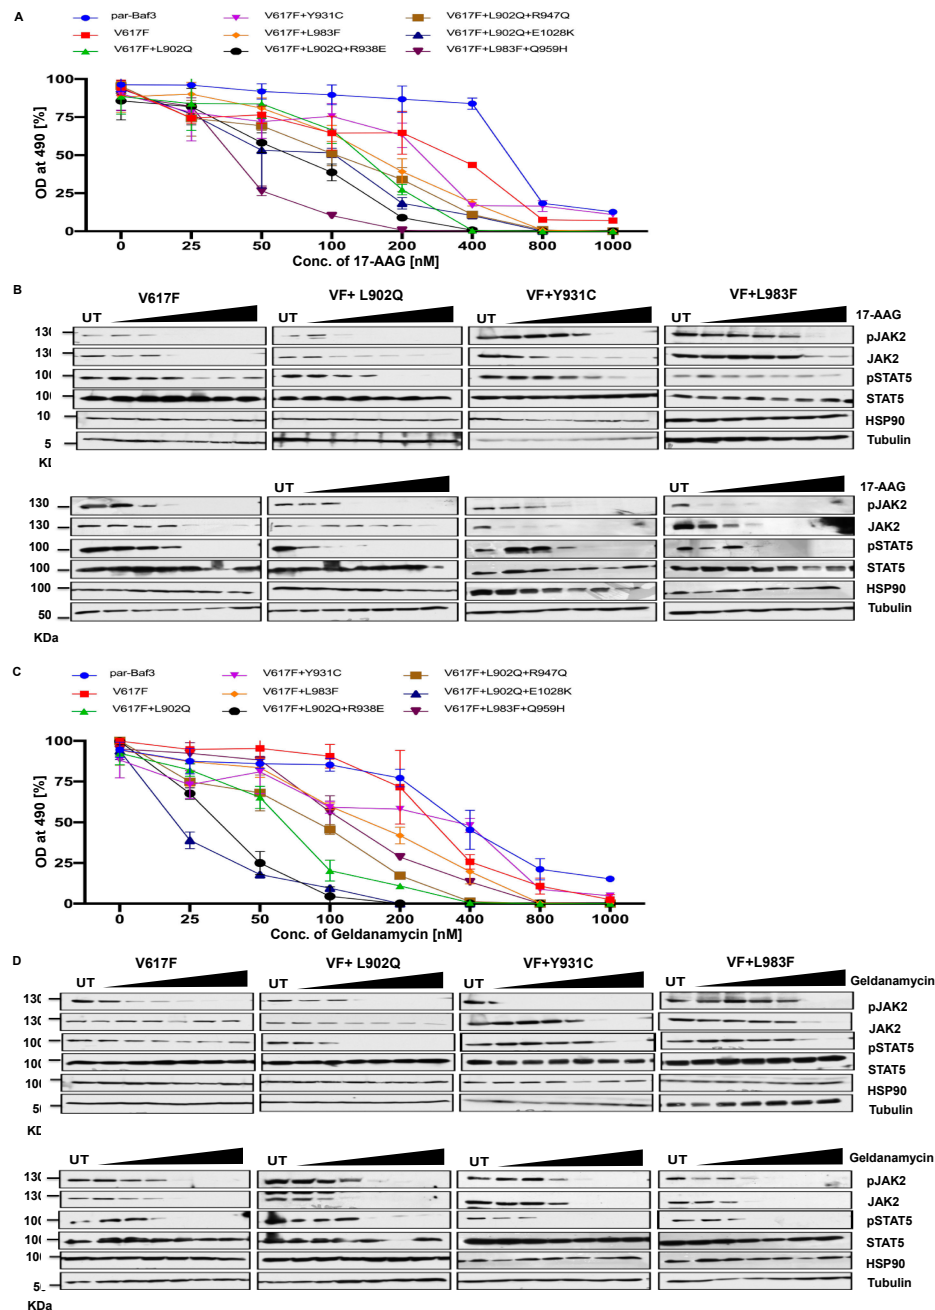 A
par-Baf3
V617F
V617F+L902Q
V617F+Y931C
V617F+L983F
V617F+L902Q+R938E
V617F+L902Q+R947Q
V617F+L902Q+E1028K
V617F+L983F+Q959H
OD at 490 [%]
100
75
50
25
0
0 25 50 100 200 400 800 1000
Conc. of 17-AAG [nM]
B
V617F VF+ L902Q VF+Y931C VF+L983F
UT UT UT UT 17-AAG
130 pJAK2
130 JAK2
100 pSTAT5
100 STAT5
10 HSP90
5 Tubulin
UT UT 17-AAG
130 pJAK2
130 JAK2
100 pSTAT5
100 STAT5
100 HSP90
50 Tubulin
KDa
C
par-Baf3
V617F
V617F+L902Q
V617F+Y931C
V617F+L983F
V617F+L902Q+R938E
V617F+L902Q+R947Q
V617F+L902Q+E1028K
V617F+L983F+Q959H
OD at 490 [%]
100
75
50
25
0
0 25 50 100 200 400 800 1000
Conc. of Geldanamycin [nM]
D
V617F VF+ L902Q VF+Y931C VF+L983F
UT UT UT UT Geldanamycin
130 pJAK2
130 JAK2
100 pSTAT5
100 STAT5
100 HSP90
Tubulin
UT UT UT UT Geldanamycin
130 pJAK2
130 JAK2
100 pSTAT5
100 STAT5
100 HSP90
5 Tubulin
KDa